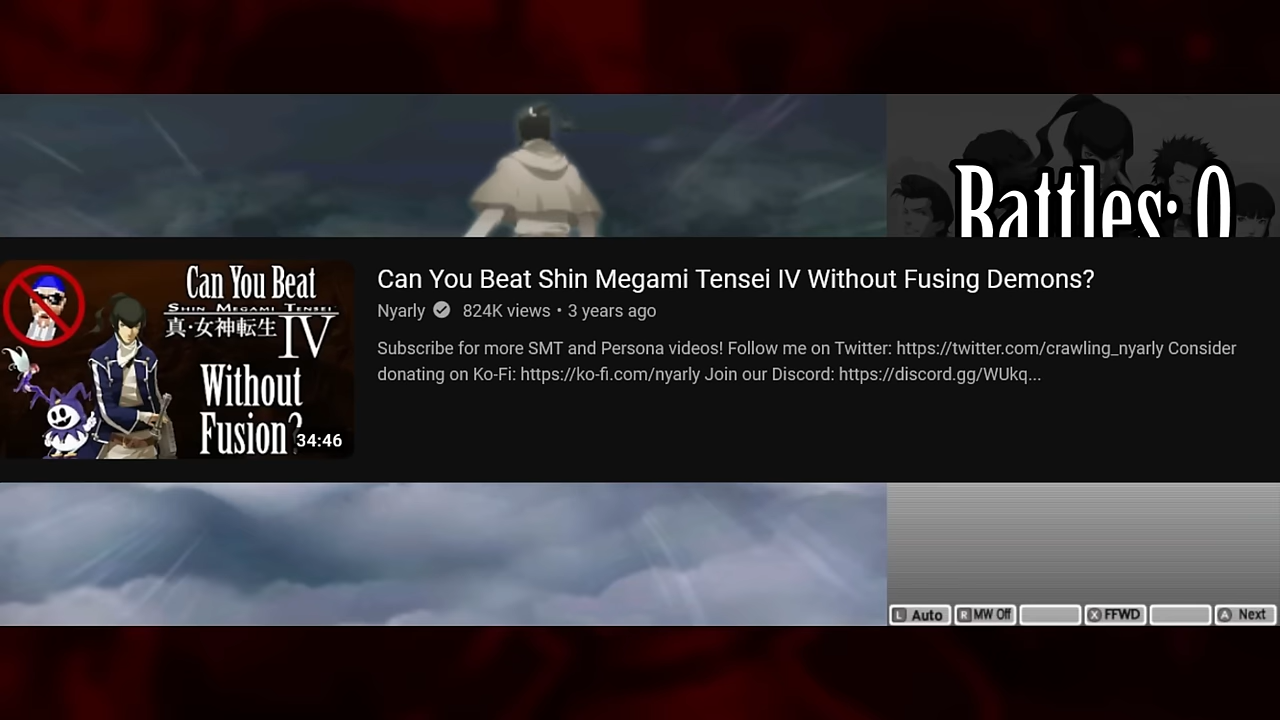 Battles: 0
Can You Beat
SHIN MEGAMI TENSEI
真・女神転生 IV
Without
Fusion?
34:46
Can You Beat Shin Megami Tensei IV Without Fusing Demons?
Nyarly 824K views • 3 years ago
Subscribe for more SMT and Persona videos! Follow me on Twitter: https://twitter.com/crawling_nyarly Consider
donating on Ko-Fi: https://ko-fi.com/nyarly Join our Discord: https://discord.gg/WUkq...
L Auto R MW Off X FFWD A Next